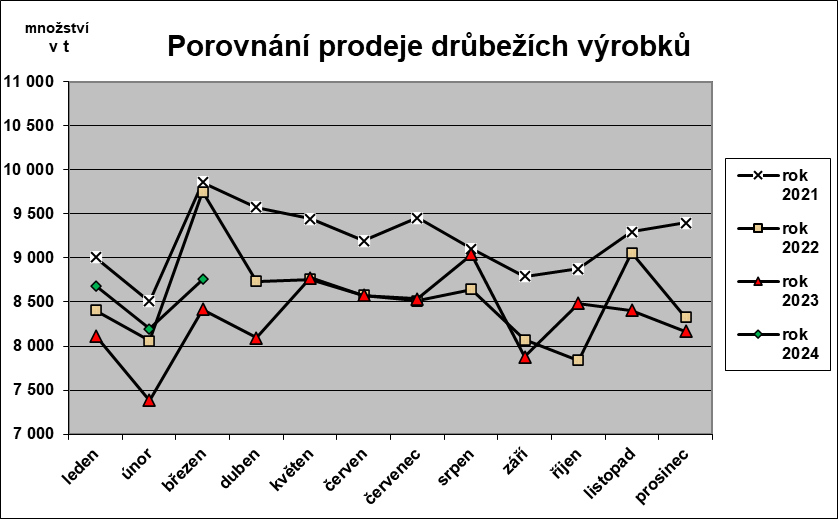 množství
v t
Porovnání prodeje drůbežích výrobků
11 000
10 500
10 000
9 500
9 000
8 500
8 000
7 500
7 000
leden
únor
březen
duben
květen
červen
červenec
srpen
září
říjen
listopad
prosinec
rok
2021
rok
2022
rok
2023
rok
2024